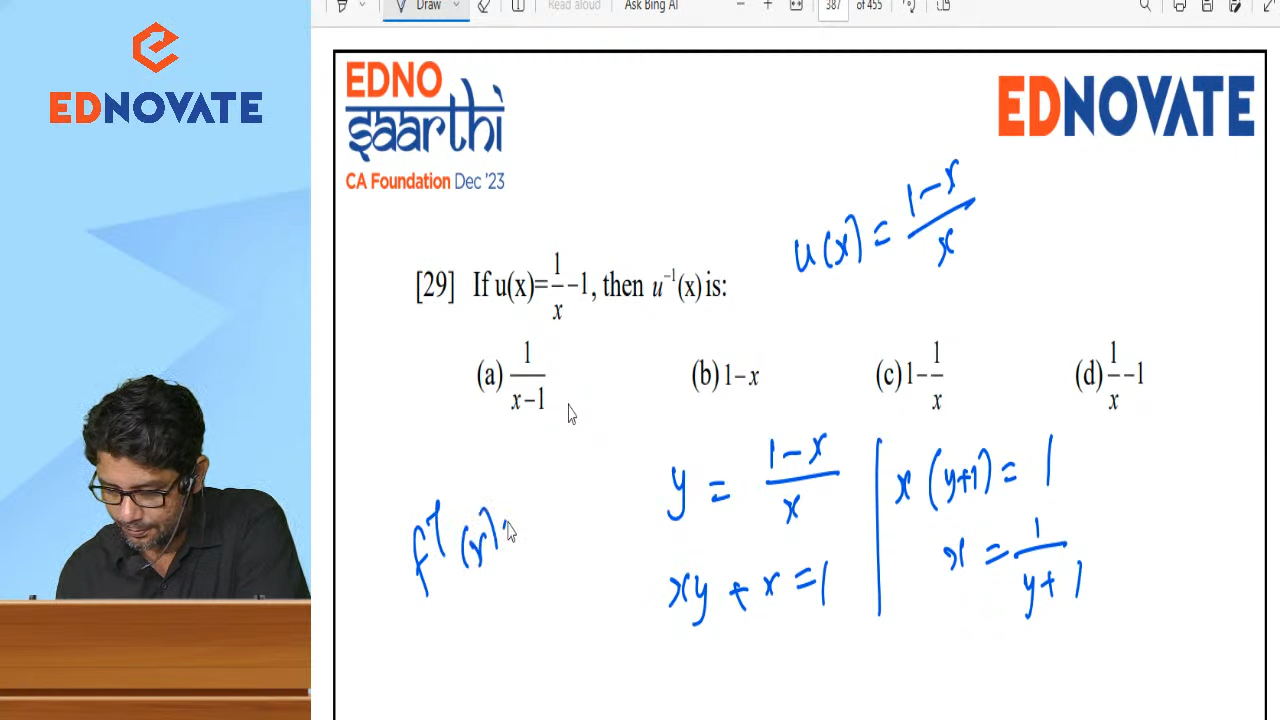 Draw
Read aloud
Ask Bing AI
387 of 455
EDNOVATE
EDNO
saarthi
CA Foundation Dec '23
EDNOVATE
u(x) = 1-x/x
[29] If u(x)=1/x-1, then u⁻¹(x) is:
(a) 1/x-1
(b) 1-x
(c) 1-1/x
(d) 1/x-1
y = 1-x/x
xy + x = 1
x (y+1) = 1
x = 1/y+1
f⁻¹(x)